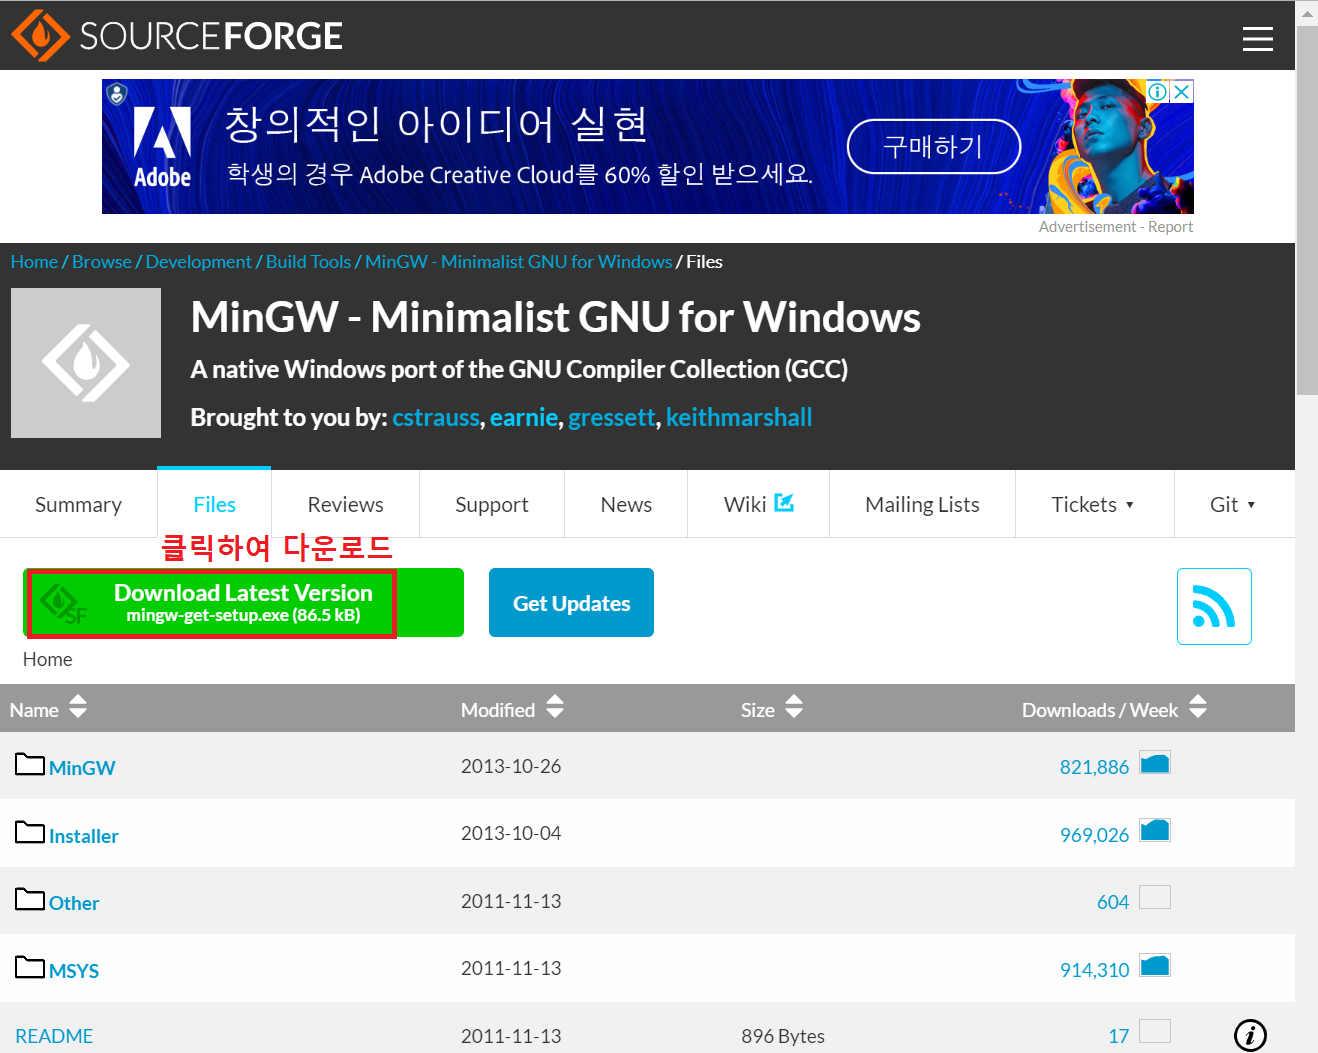 SOURCEFORGE
Adobe
창의적인 아이디어 실현
학생의 경우 Adobe Creative Cloud를 60% 할인 받으세요.
구매하기
Advertisement - Report
Home / Browse / Development / Build Tools / MinGW - Minimalist GNU for Windows / Files
MinGW - Minimalist GNU for Windows
A native Windows port of the GNU Compiler Collection (GCC)
Brought to you by: cstrauss, earnie, gressett, keithmarshall
Summary Files Reviews Support News Wiki Mailing Lists Tickets ▾ Git ▾
클릭하여 다운로드
SF
Download Latest Version
mingw-get-setup.exe (86.5 kB)
Get Updates
Home
Name Modified Size Downloads / Week
MinGW 2013-10-26 821,886
Installer 2013-10-04 969,026
Other 2011-11-13 604
MSYS 2011-11-13 914,310
README 2011-11-13 896 Bytes 17 i